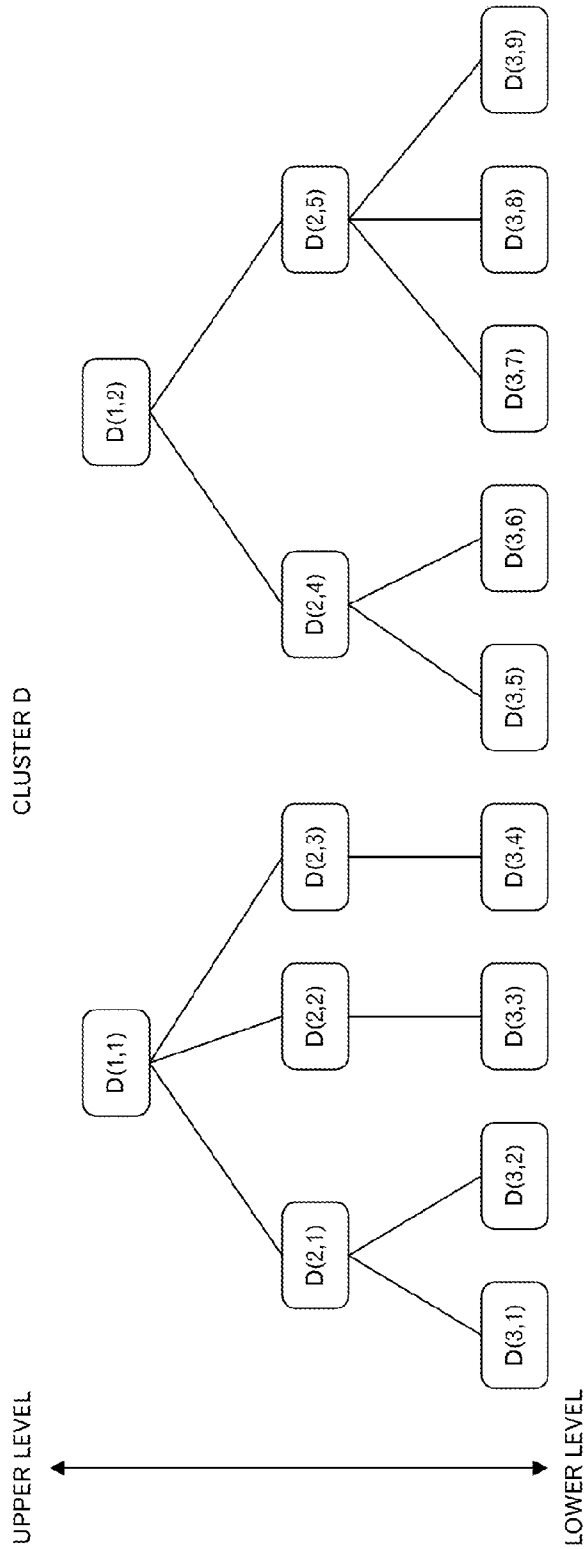 CLUSTER D
UPPER LEVEL
D(1,1)
D(1,2)
D(2,1)
D(2,2)
D(2,3)
D(2,4)
D(2,5)
D(3,1)
D(3,2)
D(3,3)
D(3,4)
D(3,5)
D(3,6)
D(3,7)
D(3,8)
D(3,9)
LOWER LEVEL